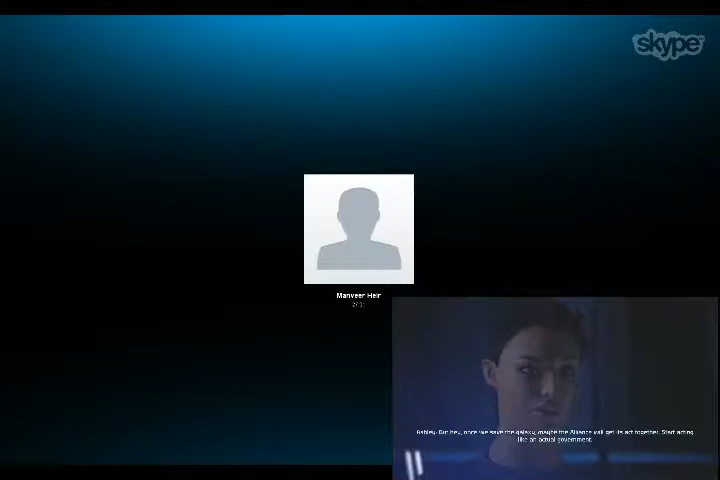 skype
Manveer Heir
Ashley: But hey, once we save the galaxy, maybe the Alliance will get its act together. Start acting
like an actual government.